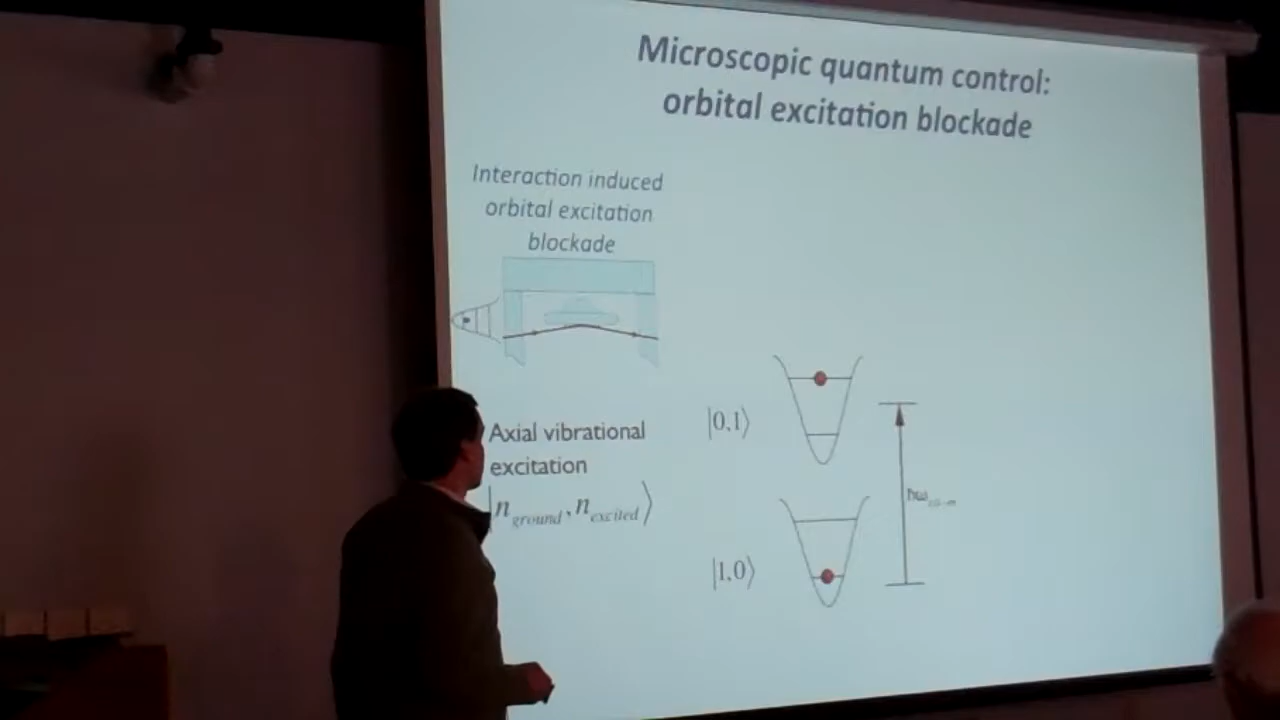 Microscopic quantum control:
orbital excitation blockade
Interaction induced
orbital excitation
blockade
Axial vibrational
excitation
|n_ground, n_excited⟩
|0,1⟩
|1,0⟩